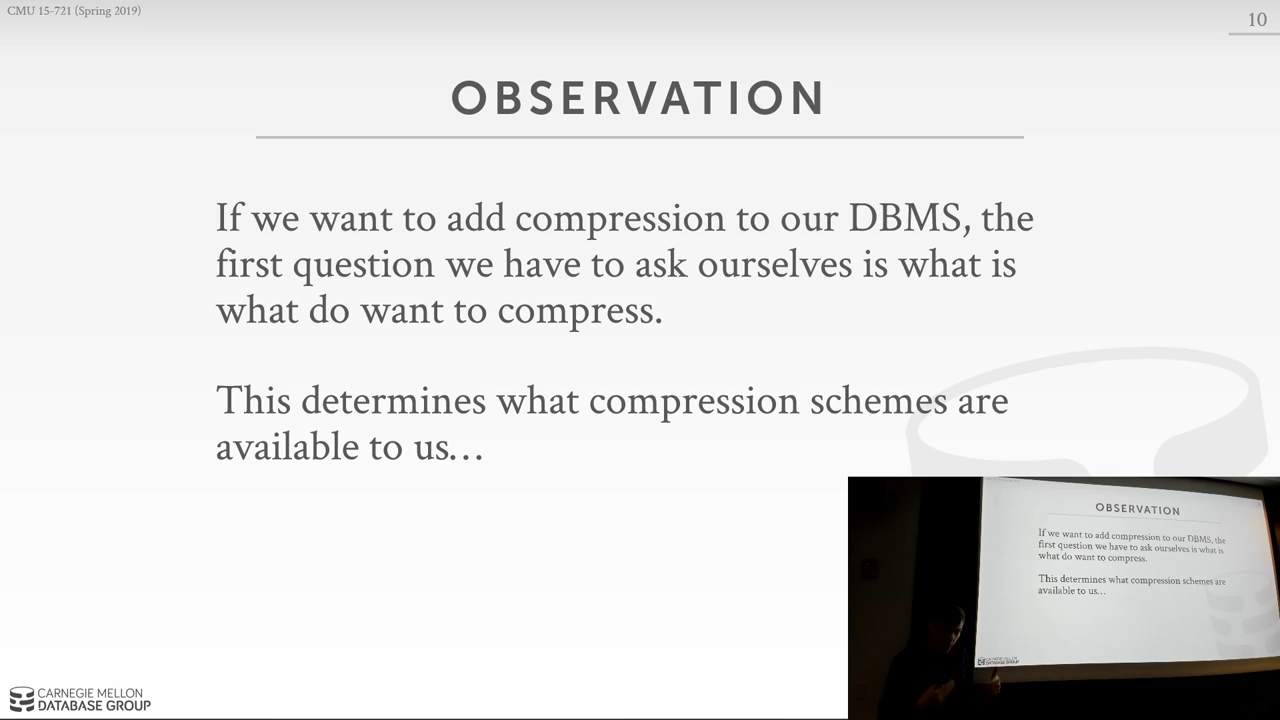 CMU 15-721 (Spring 2019)
10
OBSERVATION
If we want to add compression to our DBMS, the
first question we have to ask ourselves is what is
what do want to compress.
This determines what compression schemes are
available to us…
OBSERVATION
If we want to add compression to our DBMS, the
first question we have to ask ourselves is what is
what do want to compress.
This determines what compression schemes are
available to us…
CARNEGIE MELLON
DATABASE GROUP
CARNEGIE MELLON
DATABASE GROUP